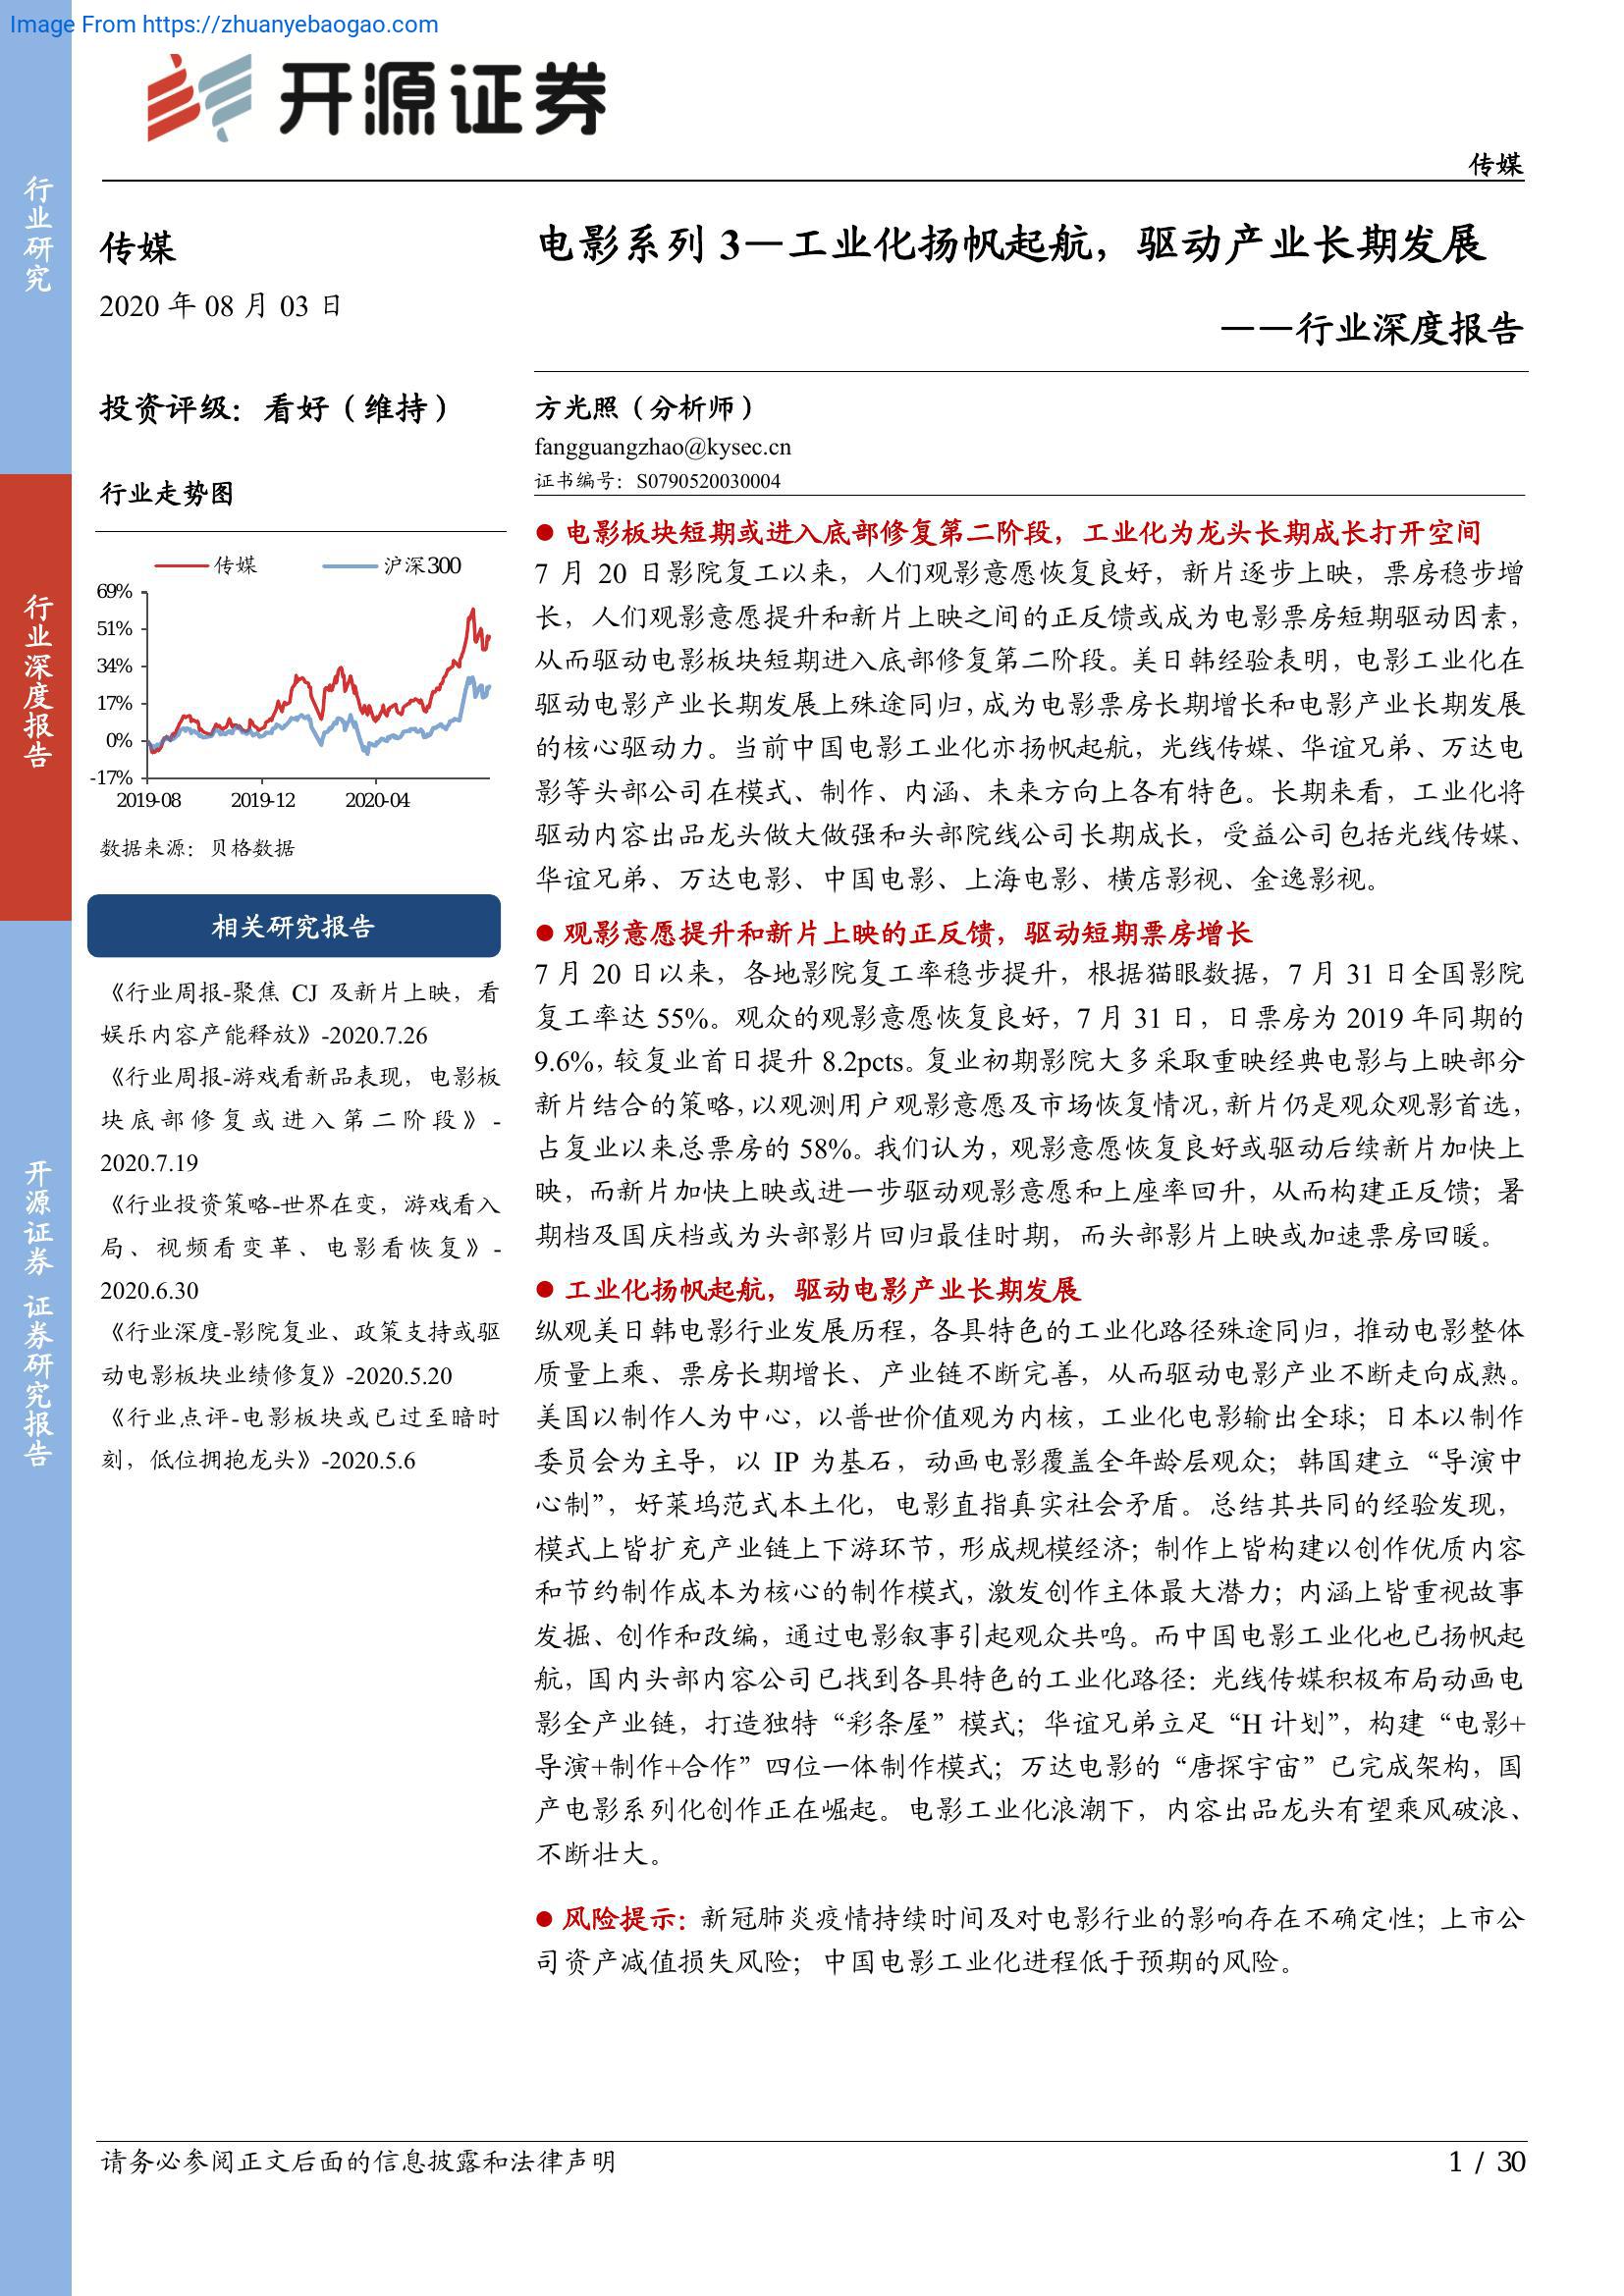 Image From https://zhuanyebaogao.com
开源证券
传媒
行业研究
行业深度报告
开源证券 证券研究报告
传媒
2020 年 08 月 03 日
投资评级：看好（维持）
行业走势图
传媒
沪深300
69%
51%
34%
17%
0%
-17%
2019-08
2019-12
2020-04
数据来源：贝格数据
相关研究报告
《行业周报-聚焦 CJ 及新片上映，看
娱乐内容产能释放》-2020.7.26
《行业周报-游戏看新品表现，电影板
块底部修复或进入第二阶段》-
2020.7.19
《行业投资策略-世界在变，游戏看入
局、视频看变革、电影看恢复》-
2020.6.30
《行业深度-影院复业、政策支持或驱
动电影板块业绩修复》-2020.5.20
《行业点评-电影板块或已过至暗时
刻，低位拥抱龙头》-2020.5.6
电影系列 3—工业化扬帆起航，驱动产业长期发展
——行业深度报告
方光照（分析师）
fangguangzhao@kysec.cn
证书编号：S0790520030004
● 电影板块短期或进入底部修复第二阶段，工业化为龙头长期成长打开空间
7 月 20 日影院复工以来，人们观影意愿恢复良好，新片逐步上映，票房稳步增
长，人们观影意愿提升和新片上映之间的正反馈或成为电影票房短期驱动因素，
从而驱动电影板块短期进入底部修复第二阶段。美日韩经验表明，电影工业化在
驱动电影产业长期发展上殊途同归，成为电影票房长期增长和电影产业长期发展
的核心驱动力。当前中国电影工业化亦扬帆起航，光线传媒、华谊兄弟、万达电
影等头部公司在模式、制作、内涵、未来方向上各有特色。长期来看，工业化将
驱动内容出品龙头做大做强和头部院线公司长期成长，受益公司包括光线传媒、
华谊兄弟、万达电影、中国电影、上海电影、横店影视、金逸影视。
● 观影意愿提升和新片上映的正反馈，驱动短期票房增长
7 月 20 日以来，各地影院复工率稳步提升，根据猫眼数据，7 月 31 日全国影院
复工率达 55%。观众的观影意愿恢复良好，7 月 31 日，日票房为 2019 年同期的
9.6%，较复业首日提升 8.2pcts。复业初期影院大多采取重映经典电影与上映部分
新片结合的策略，以观测用户观影意愿及市场恢复情况，新片仍是观众观影首选，
占复业以来总票房的 58%。我们认为，观影意愿恢复良好或驱动后续新片加快上
映，而新片加快上映或进一步驱动观影意愿和上座率回升，从而构建正反馈；暑
期档及国庆档或为头部影片回归最佳时期，而头部影片上映或加速票房回暖。
● 工业化扬帆起航，驱动电影产业长期发展
纵观美日韩电影行业发展历程，各具特色的工业化路径殊途同归，推动电影整体
质量上乘、票房长期增长、产业链不断完善，从而驱动电影产业不断走向成熟。
美国以制作人为中心，以普世价值观为内核，工业化电影输出全球；日本以制作
委员会为主导，以 IP 为基石，动画电影覆盖全年龄层观众；韩国建立“导演中
心制”，好莱坞范式本土化，电影直指真实社会矛盾。总结其共同的经验发现，
模式上皆扩充产业链上下游环节，形成规模经济；制作上皆构建以创作优质内容
和节约制作成本为核心的制作模式，激发创作主体最大潜力；内涵上皆重视故事
发掘、创作和改编，通过电影叙事引起观众共鸣。而中国电影工业化也已扬帆起
航，国内头部内容公司已找到各具特色的工业化路径：光线传媒积极布局动画电
影全产业链，打造独特“彩条屋”模式；华谊兄弟立足“H 计划”，构建“电影+
导演+制作+合作”四位一体制作模式；万达电影的“唐探宇宙”已完成架构，国
产电影系列化创作正在崛起。电影工业化浪潮下，内容出品龙头有望乘风破浪、
不断壮大。
● 风险提示：新冠肺炎疫情持续时间及对电影行业的影响存在不确定性；上市公
司资产减值损失风险；中国电影工业化进程低于预期的风险。
请务必参阅正文后面的信息披露和法律声明
1 / 30